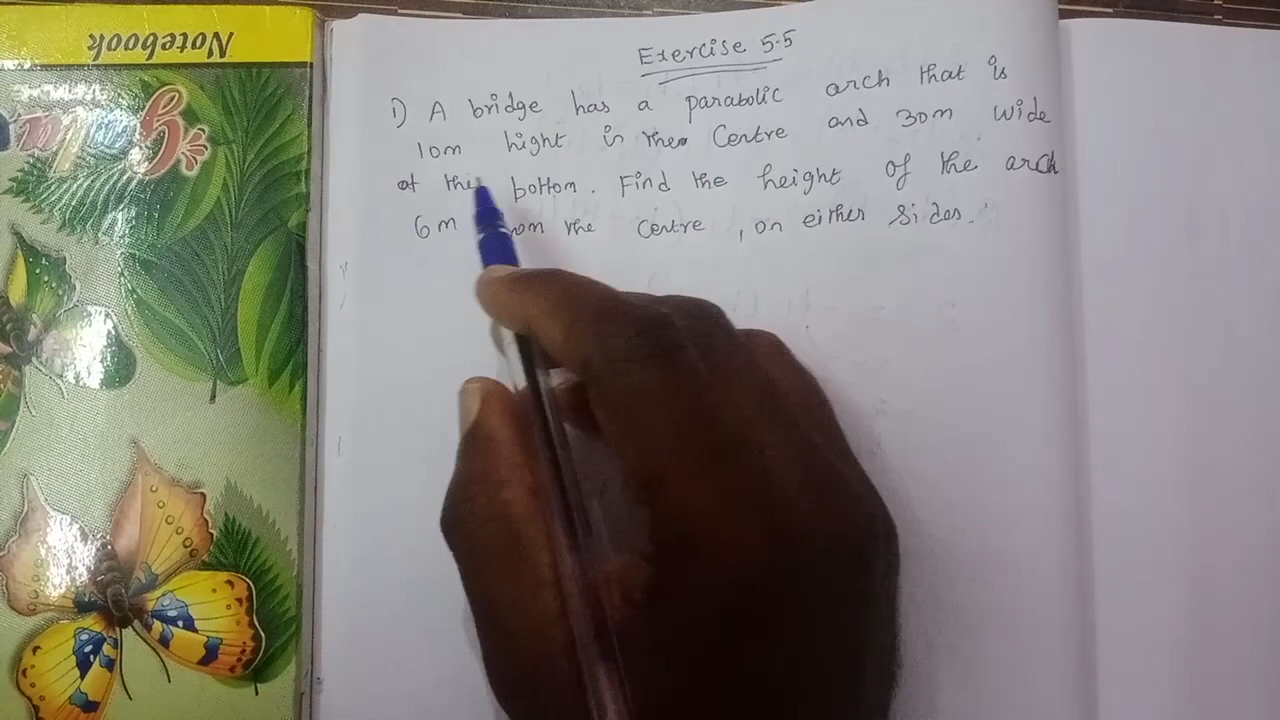 Notebook
Exercise 5.5
1) A bridge has a parabolic arch that is
10m hight in the Centre and 30m wide
at the bottom. Find the height of the arch
6m the Centre, on either Sides.